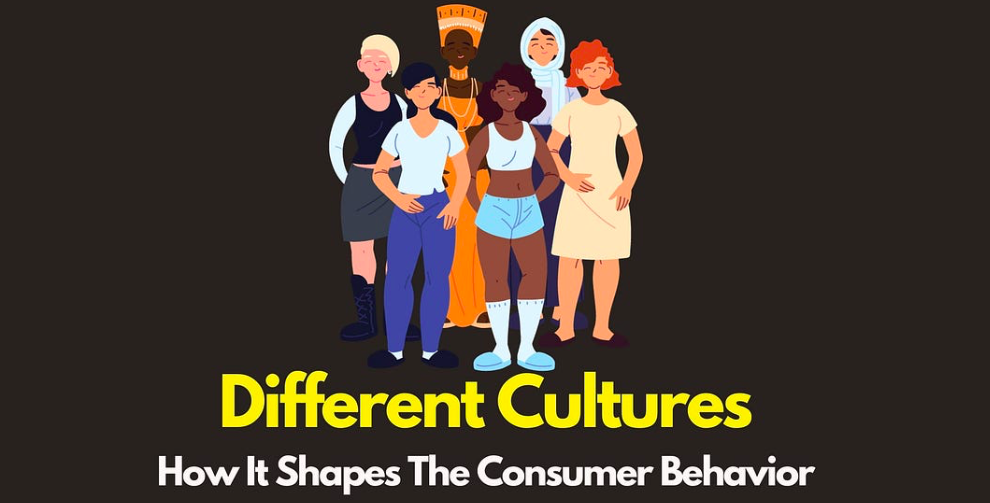 Different Cultures
How It Shapes The Consumer Behavior